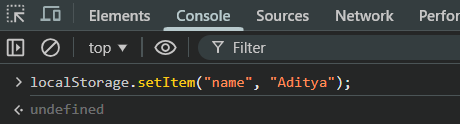 Elements Console Sources Network Perfor
top Filter
localStorage.setItem("name", "Aditya");
undefined